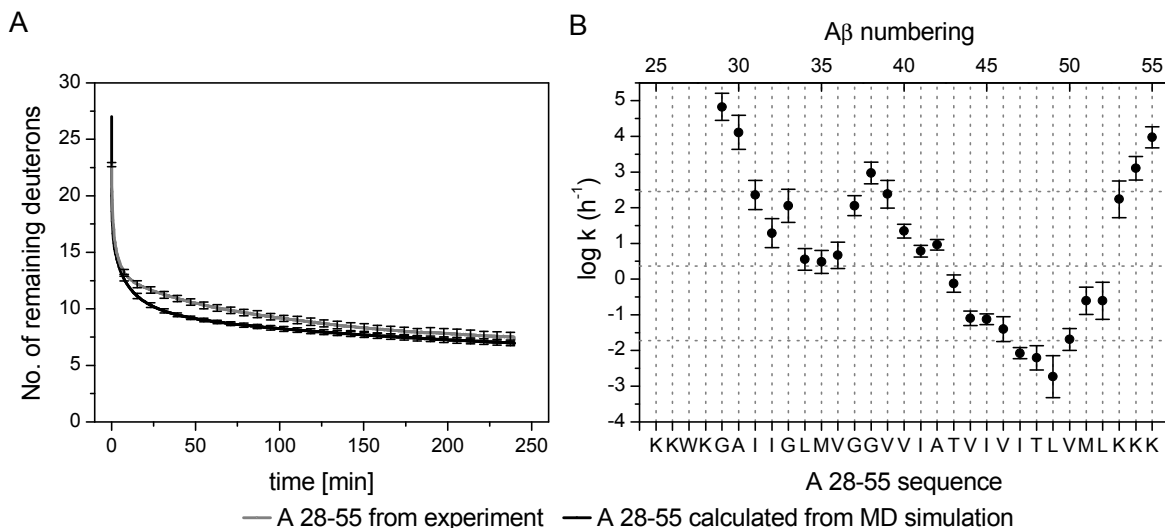 A
No. of remaining deuterons
30
25
20
15
10
5
0
0 50 100 150 200 250
time [min]
B
Aβ numbering
25 30 35 40 45 50 55
log k (h⁻¹)
5
4
3
2
1
0
-1
-2
-3
-4
K K W K G A I I G L M V G G V V I A T V I V I T L V M L K K K
A 28-55 sequence
A 28-55 from experiment A 28-55 calculated from MD simulation